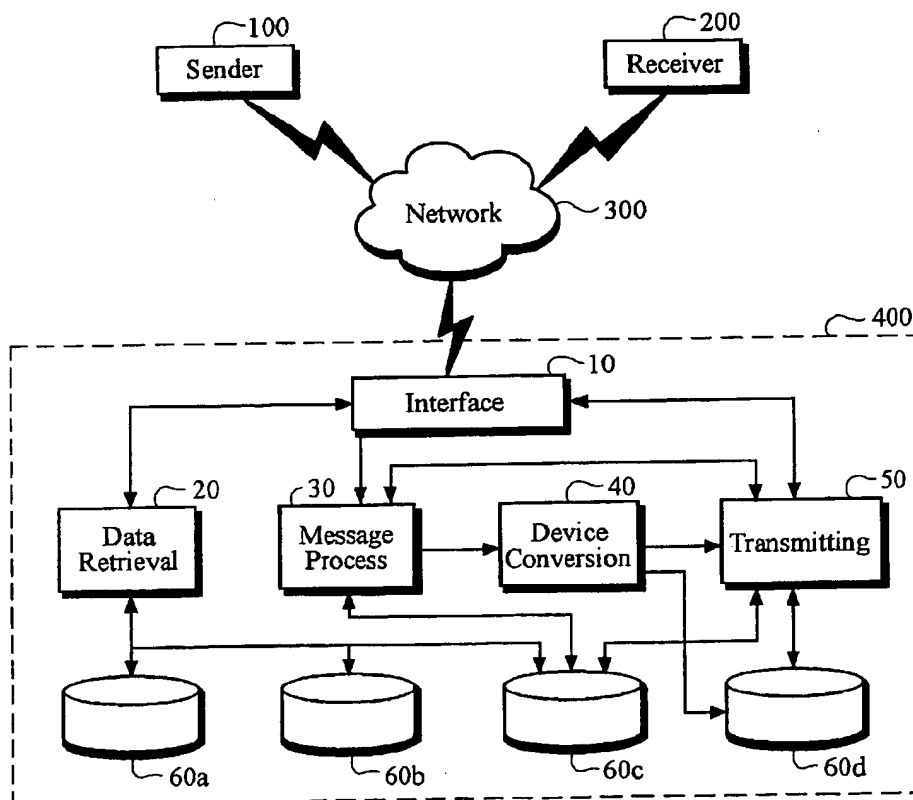 100
Sender
200
Receiver
Network
300
400
10
Interface
20
Data
Retrieval
30
Message
Process
40
Device
Conversion
50
Transmitting
60a
60b
60c
60d